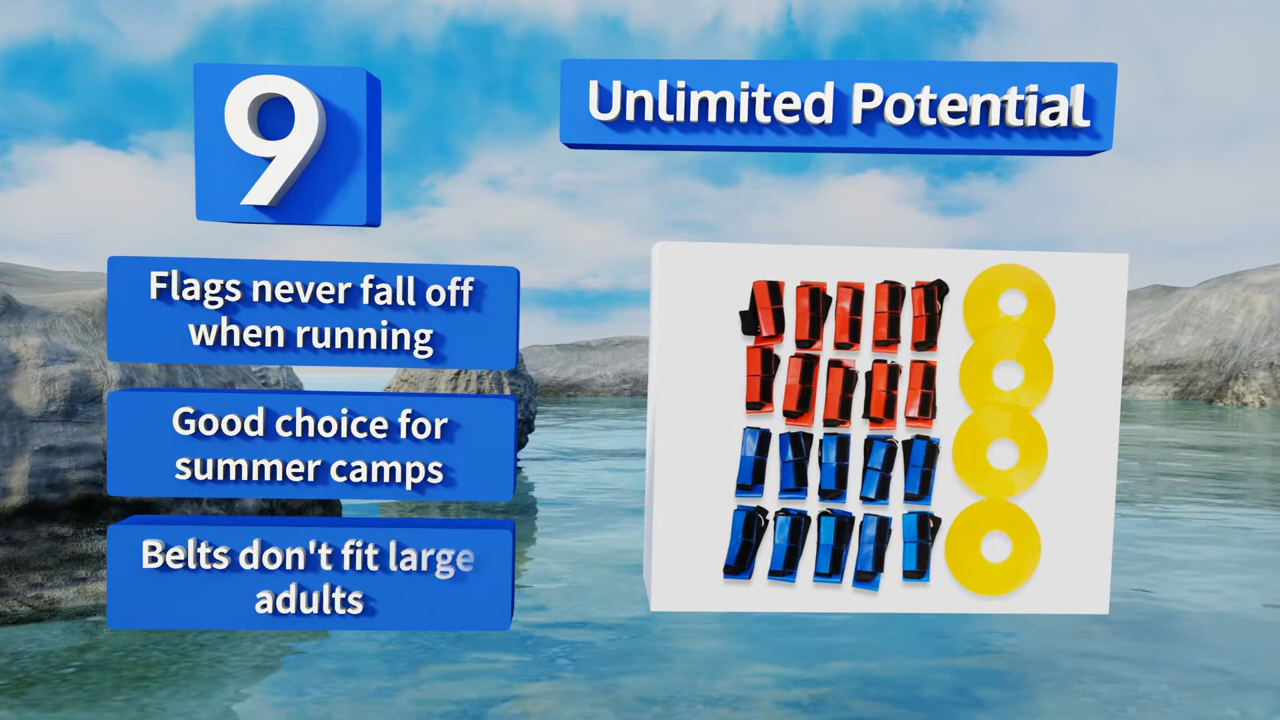 9
Unlimited Potential
Flags never fall off
when running
Good choice for
summer camps
Belts don't fit large
adults